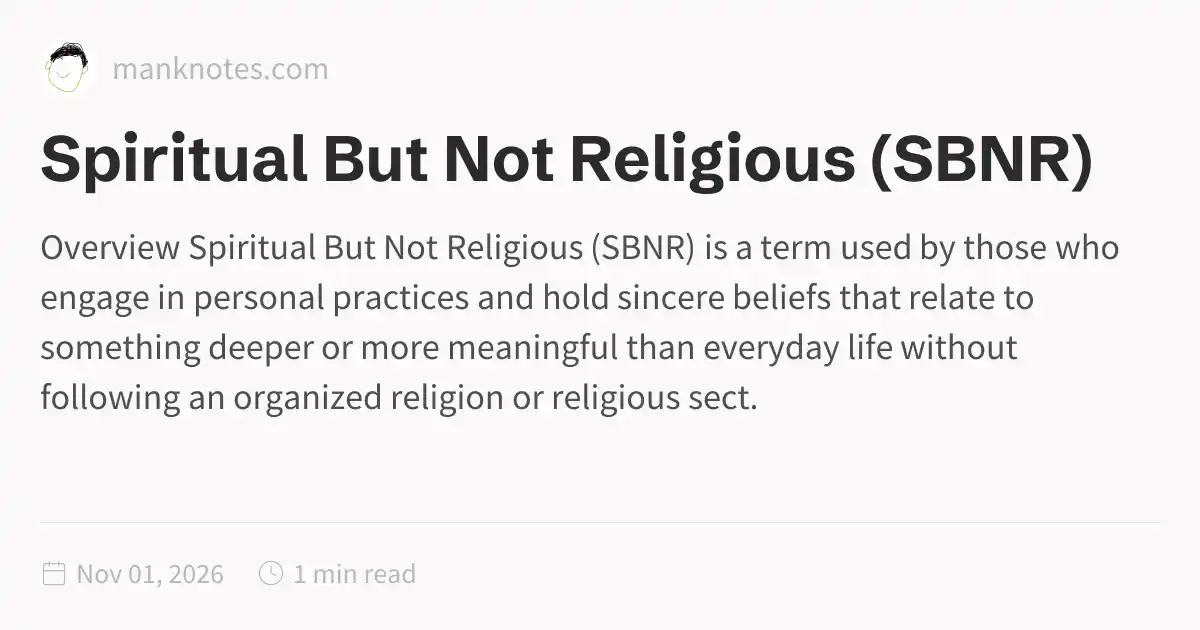 manknotes.com
Spiritual But Not Religious (SBNR)
Overview Spiritual But Not Religious (SBNR) is a term used by those who
engage in personal practices and hold sincere beliefs that relate to
something deeper or more meaningful than everyday life without
following an organized religion or religious sect.
Nov 01, 2026 1 min read